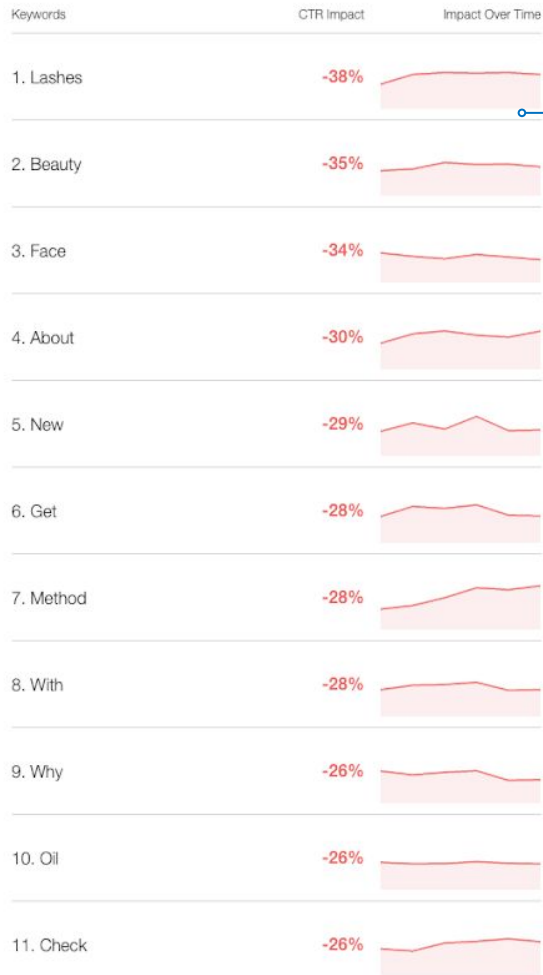 Keywords CTR Impact Impact Over Time
1. Lashes -38%
2. Beauty -35%
3. Face -34%
4. About -30%
5. New -29%
6. Get -28%
7. Method -28%
8. With -28%
9. Why -26%
10. Oil -26%
11. Check -26%